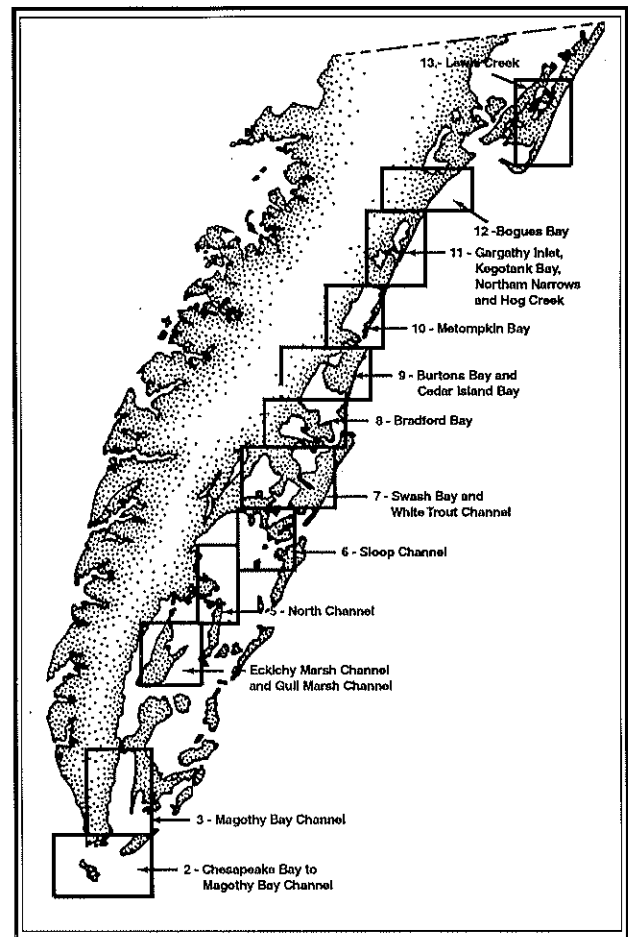 13.- Lewis Creek
12 -Bogues Bay
11 - Gargathy Inlet,
Kegotank Bay,
Northam Narrows
and Hog Creek
10 - Metompkin Bay
9 - Burtons Bay and
Cedar Island Bay
8 - Bradford Bay
7 - Swash Bay and
White Trout Channel
6 - Sloop Channel
5 - North Channel
Eckichy Marsh Channel
and Gull Marsh Channel
3 - Magothy Bay Channel
2 - Chesapeake Bay to
Magothy Bay Channel